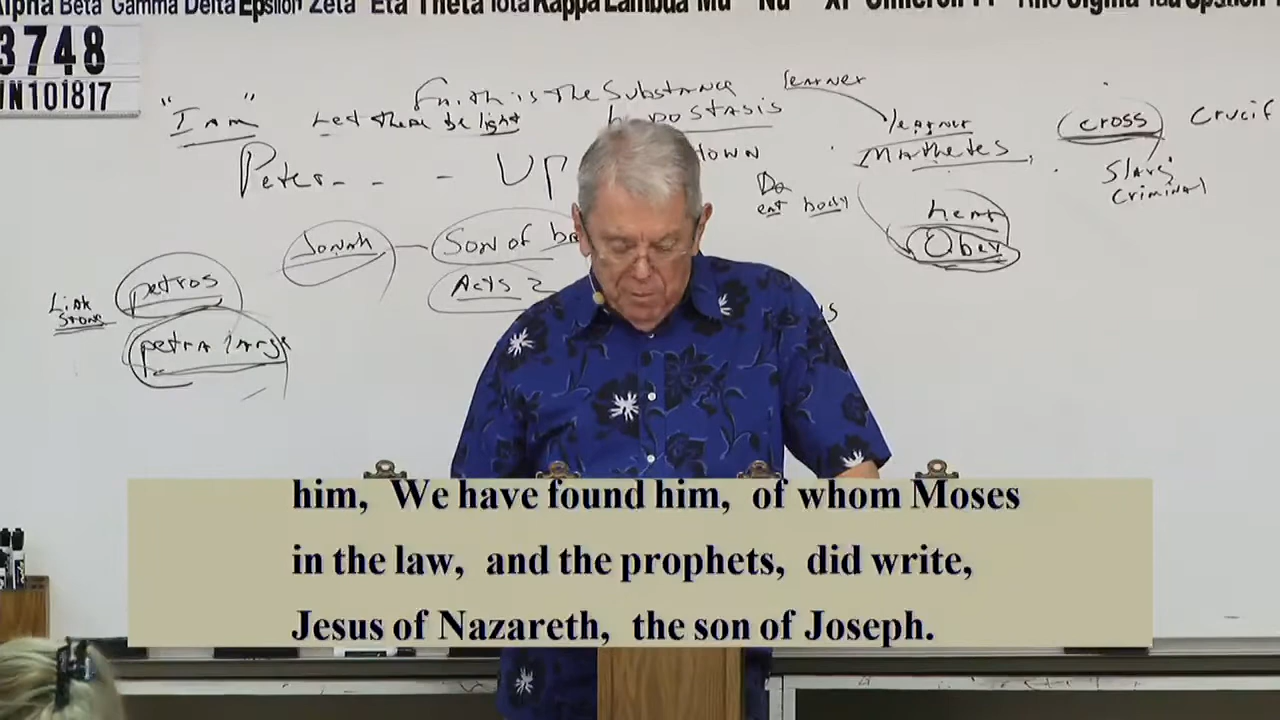 Alpha Beta Gamma Delta Epsilon Zeta Eta Theta Iota Kappa Lambda Mu Nu Xi Omicron Pi Rho Sigma Tau Upsilon
3748
JN101817
"I am"
Let there be light
Faith is the Substance
hypostasis
learner
learner
Mathetes
cross
Crucif
Slave
Criminal
Peter - - - UP
Down
Do
eat body
hear
Obey
Jonah
Son of
Acts 2
petros
petra large
him, We have found him, of whom Moses
in the law, and the prophets, did write,
Jesus of Nazareth, the son of Joseph.